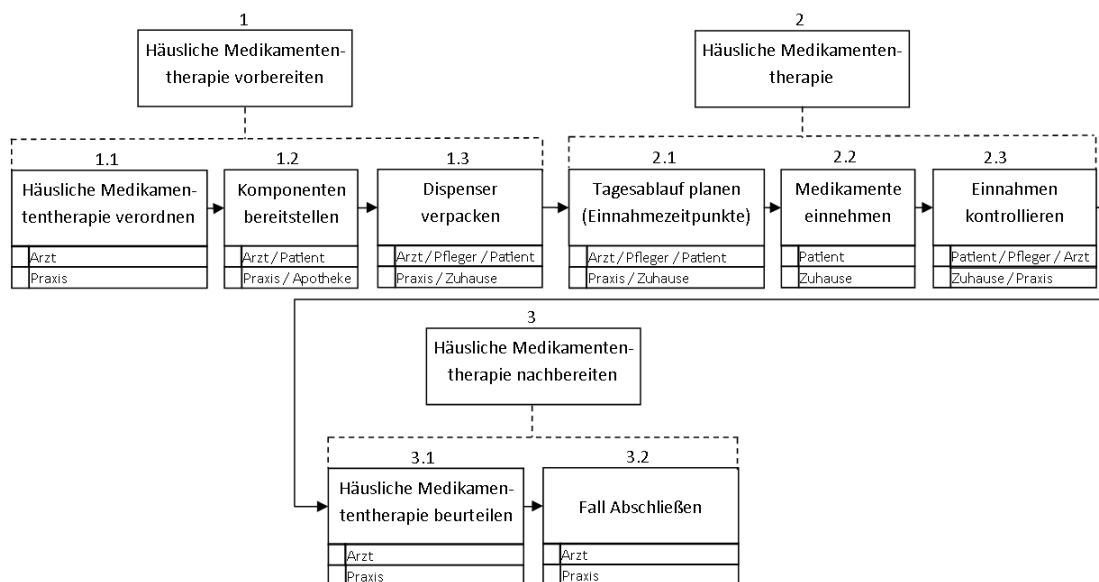 1
Häusliche Medikamenten-
therapie vorbereiten
2
Häusliche Medikamenten-
therapie
1.1
Häusliche Medikamen-
tentherapie verordnen
Arzt
Praxis
1.2
Komponenten
bereitstellen
Arzt / Patient
Praxis / Apotheke
1.3
Dispenser
verpacken
Arzt / Pfleger / Patient
Praxis / Zuhause
2.1
Tagesablauf planen
(Einnahmezeitpunkte)
Arzt / Pfleger / Patient
Praxis / Zuhause
2.2
Medikamente
einnehmen
Patient
Zuhause
2.3
Einnahmen
kontrollieren
Patient / Pfleger / Arzt
Zuhause / Praxis
3
Häusliche Medikamenten-
therapie nachbereiten
3.1
Häusliche Medikamen-
tentherapie beurteilen
Arzt
Praxis
3.2
Fall Abschließen
Arzt
Praxis